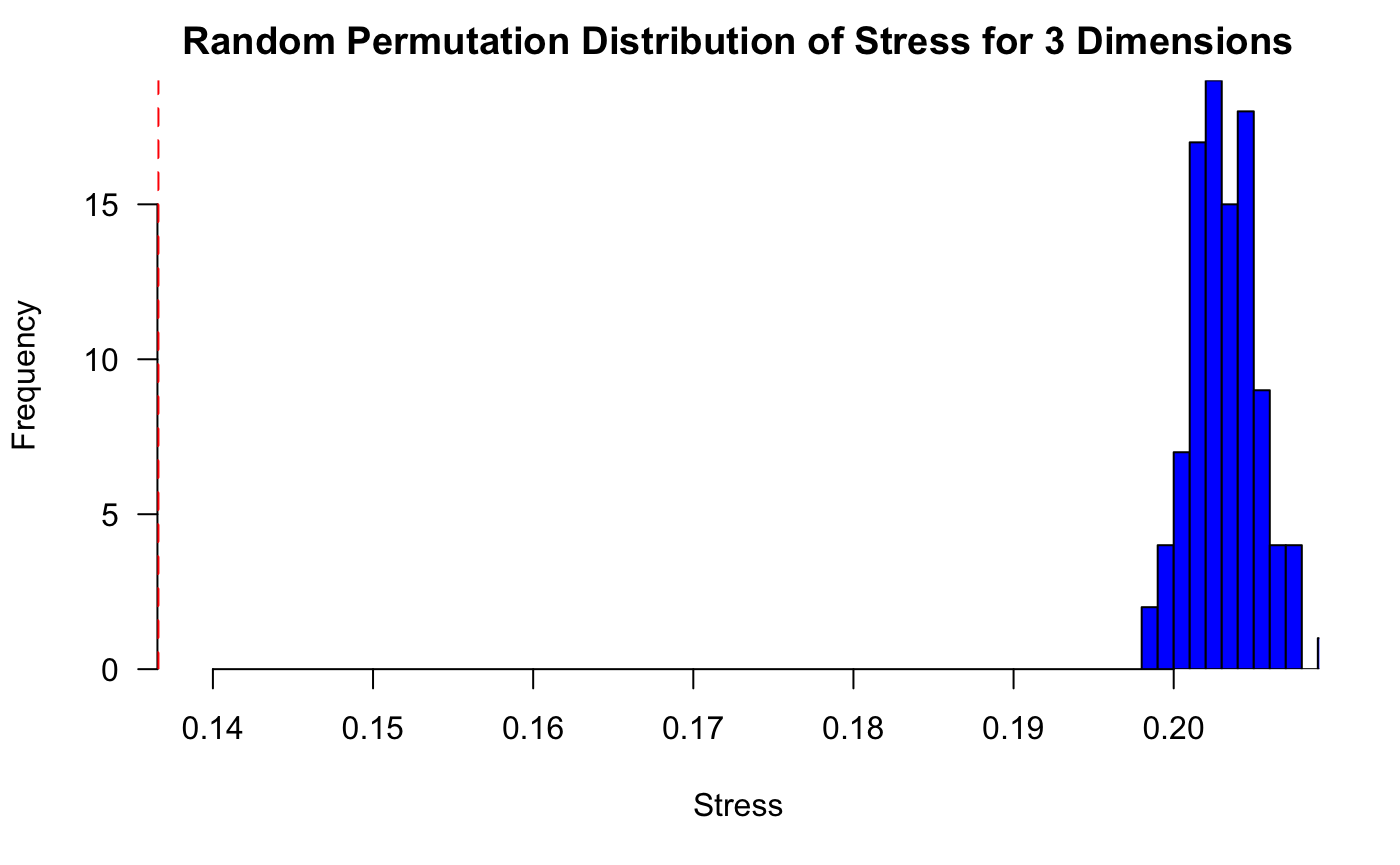 Random Permutation Distribution of Stress for 3 Dimensions
Frequency
15
10
5
0
0.14 0.15 0.16 0.17 0.18 0.19 0.20
Stress